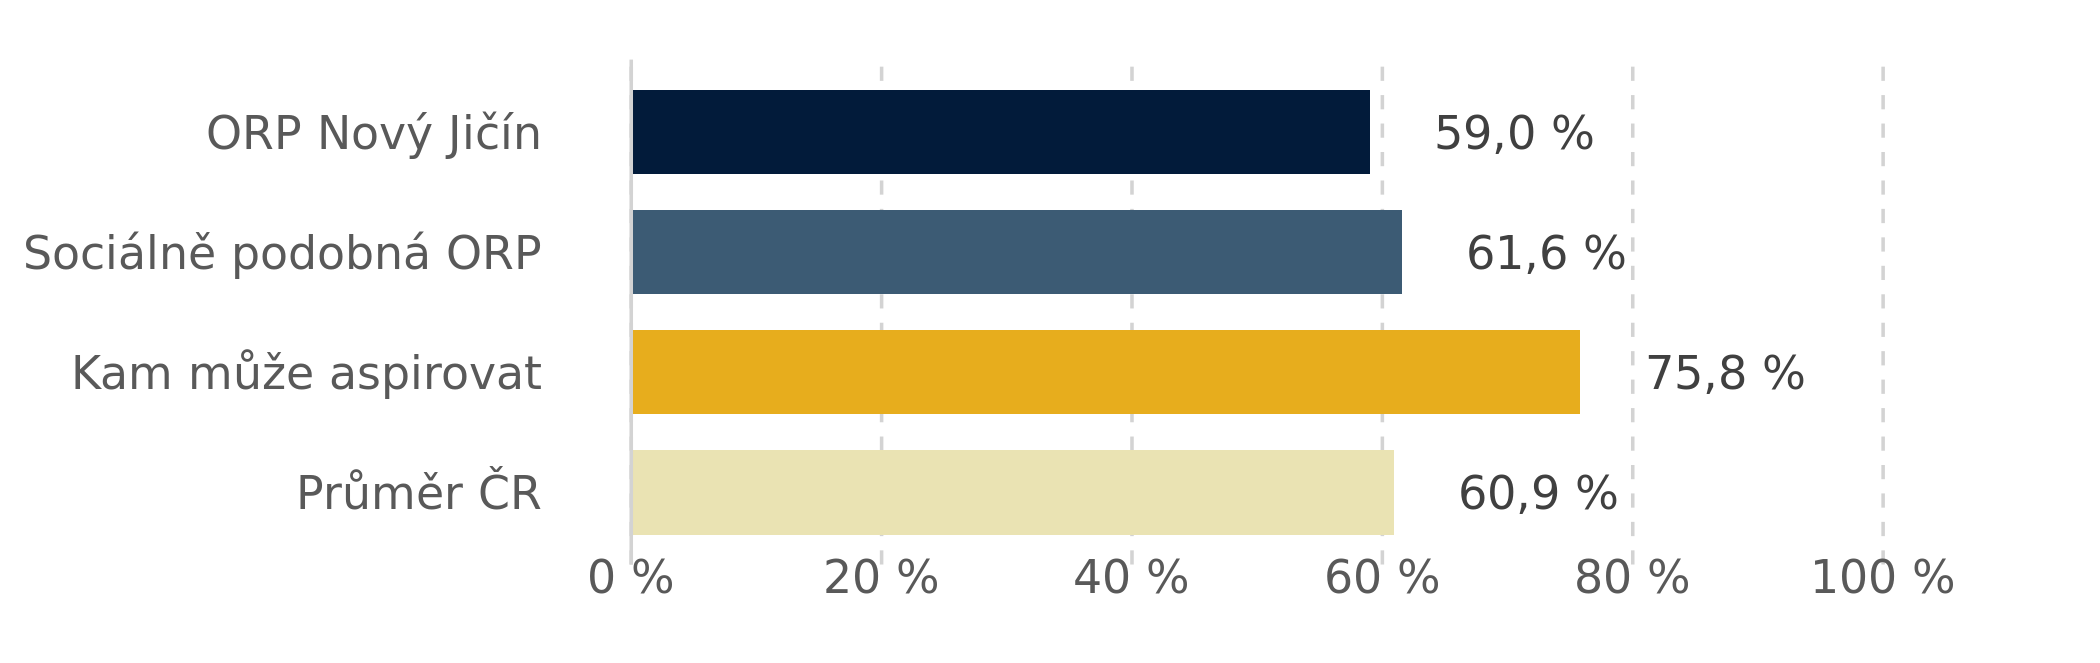 ORP Nový Jičín
59,0 %
Sociálně podobná ORP
61,6 %
Kam může aspirovat
75,8 %
Průměr ČR
60,9 %
0 % 20 % 40 % 60 % 80 % 100 %